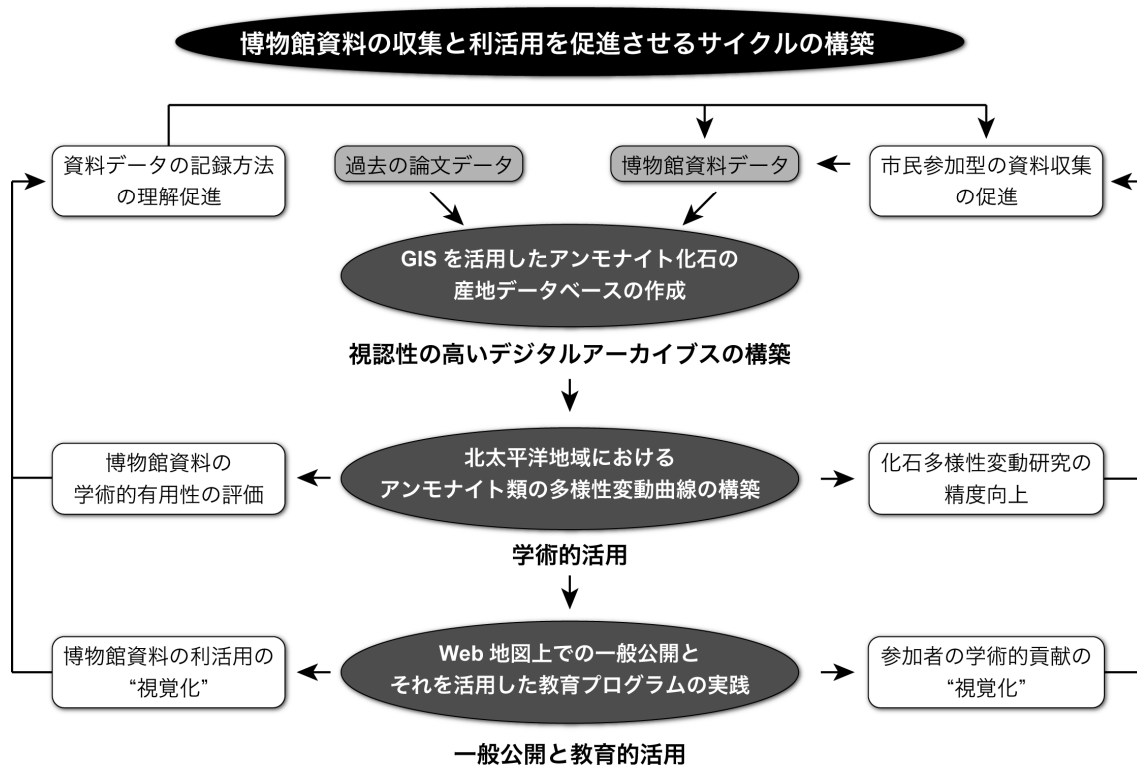 博物館資料の収集と利活用を促進させるサイクルの構築
資料データの記録方法
の理解促進
過去の論文データ
博物館資料データ
市民参加型の資料収集
の促進
GIS を活用したアンモナイト化石の
産地データベースの作成
視認性の高いデジタルアーカイブスの構築
博物館資料の
学術的有用性の評価
北太平洋地域における
アンモナイト類の多様性変動曲線の構築
化石多様性変動研究の
精度向上
学術的活用
博物館資料の利活用の
“視覚化”
Web 地図上での一般公開と
それを活用した教育プログラムの実践
参加者の学術的貢献の
“視覚化”
一般公開と教育的活用